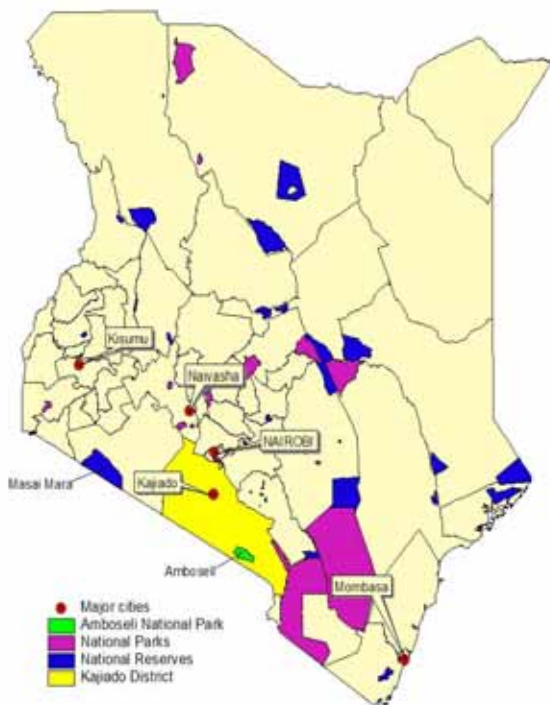 Kisumu
Naivasha
NAIROBI
Masai Mara
Kajiado
Amboseli
Mombasa
Major cities
Amboseli National Park
National Parks
National Reserves
Kajiado District